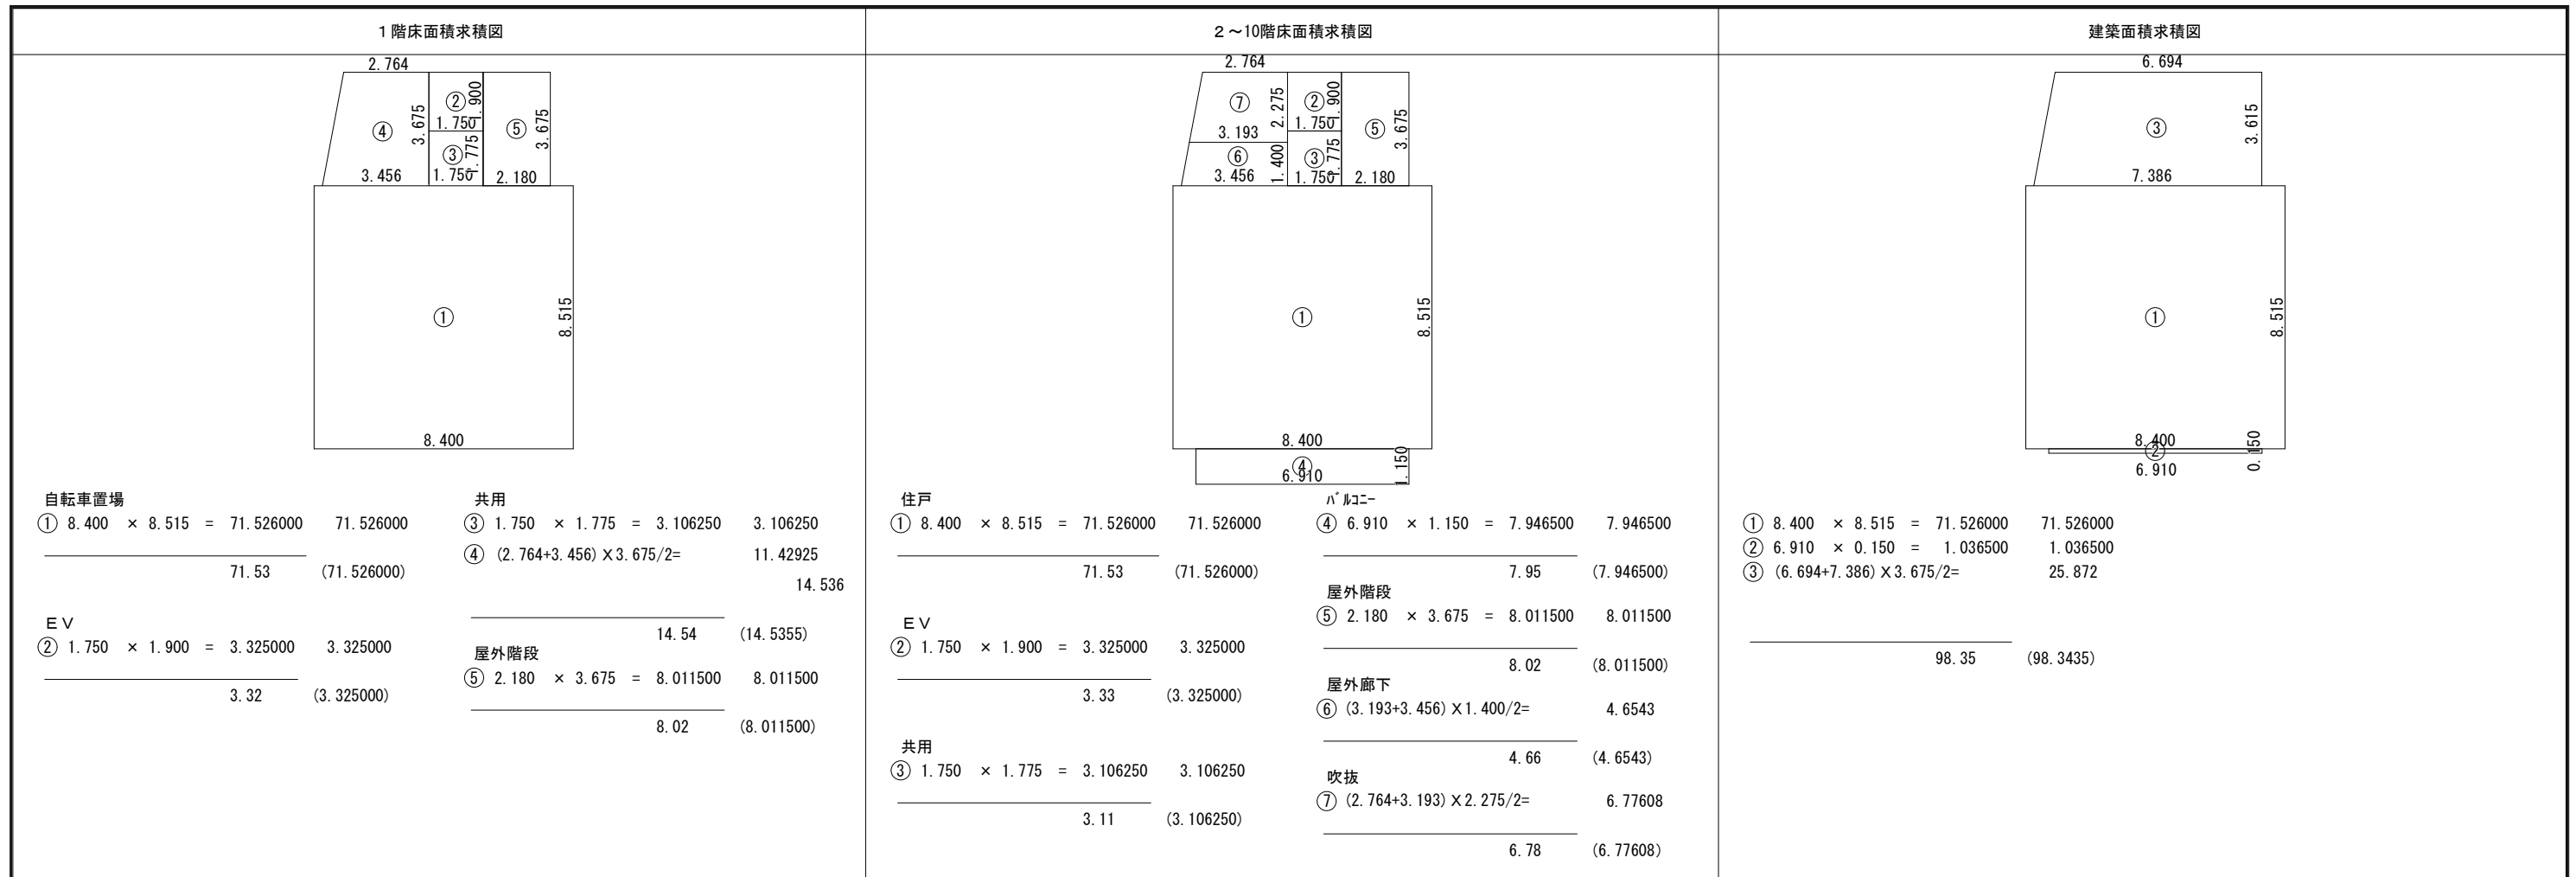 1階床面積求積図
2.764
④
3.675
②
1.900
1.750
③
1.775
1.750
⑤
3.675
3.456
2.180
①
8.515
8.400
自転車置場
① 8.400 × 8.515 = 71.526000 71.526000
71.53 (71.526000)
EV
② 1.750 × 1.900 = 3.325000 3.325000
3.32 (3.325000)
共用
③ 1.750 × 1.775 = 3.106250 3.106250
④ (2.764+3.456)X3.675/2= 11.42925
14.536
14.54 (14.5355)
屋外階段
⑤ 2.180 × 3.675 = 8.011500 8.011500
8.02 (8.011500)
2～10階床面積求積図
2.764
⑦
2.275
3.193
⑥
1.400
3.456
②
1.900
1.750
③
1.775
1.750
⑤
3.675
2.180
①
8.515
8.400
④
1.150
6.910
住戸
① 8.400 × 8.515 = 71.526000 71.526000
71.53 (71.526000)
EV
② 1.750 × 1.900 = 3.325000 3.325000
3.33 (3.325000)
共用
③ 1.750 × 1.775 = 3.106250 3.106250
3.11 (3.106250)
ﾊﾞﾙｺﾆｰ
④ 6.910 × 1.150 = 7.946500 7.946500
7.95 (7.946500)
屋外階段
⑤ 2.180 × 3.675 = 8.011500 8.011500
8.02 (8.011500)
屋外廊下
⑥ (3.193+3.456)X1.400/2= 4.6543
4.66 (4.6543)
吹抜
⑦ (2.764+3.193)X2.275/2= 6.77608
6.78 (6.77608)
建築面積求積図
6.694
③
3.615
7.386
①
8.515
8.400
②
0.150
6.910
① 8.400 × 8.515 = 71.526000 71.526000
② 6.910 × 0.150 = 1.036500 1.036500
③ (6.694+7.386)X3.675/2= 25.872
98.35 (98.3435)